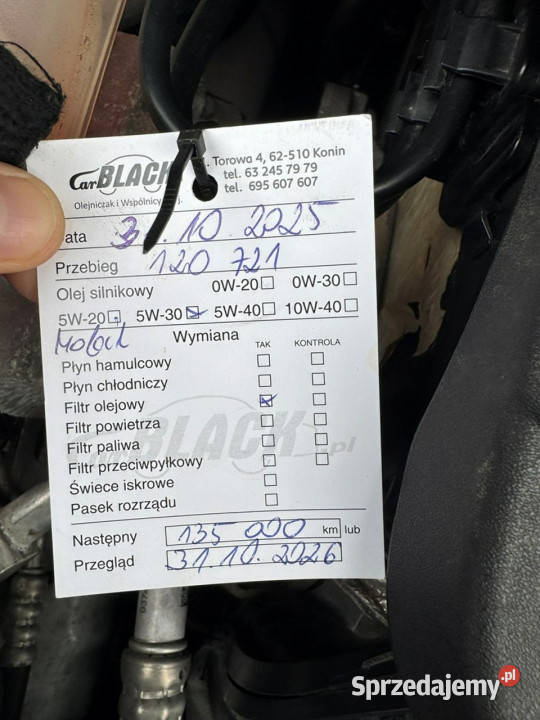 CarBLACK
. Torowa 4, 62-510 Konin
tel. 63 245 79 79
tel. 695 607 607
Olejniczak i Wspólnicy j.
ata 31.10.2025
Przebieg 120 721
Olej silnikowy 0W-20 0W-30
5W-20 5W-30 5W-40 10W-40
Wymiana
TAK KONTROLA
Płyn hamulcowy
Płyn chłodniczy
Filtr olejowy
Filtr powietrza
Filtr paliwa
Filtr przeciwpyłkowy
Świece iskrowe
Pasek rozrządu
CarBLACK.pl
Następny 135 000 km lub
Przegląd 31.10.2026
Sprzedajemy.pl